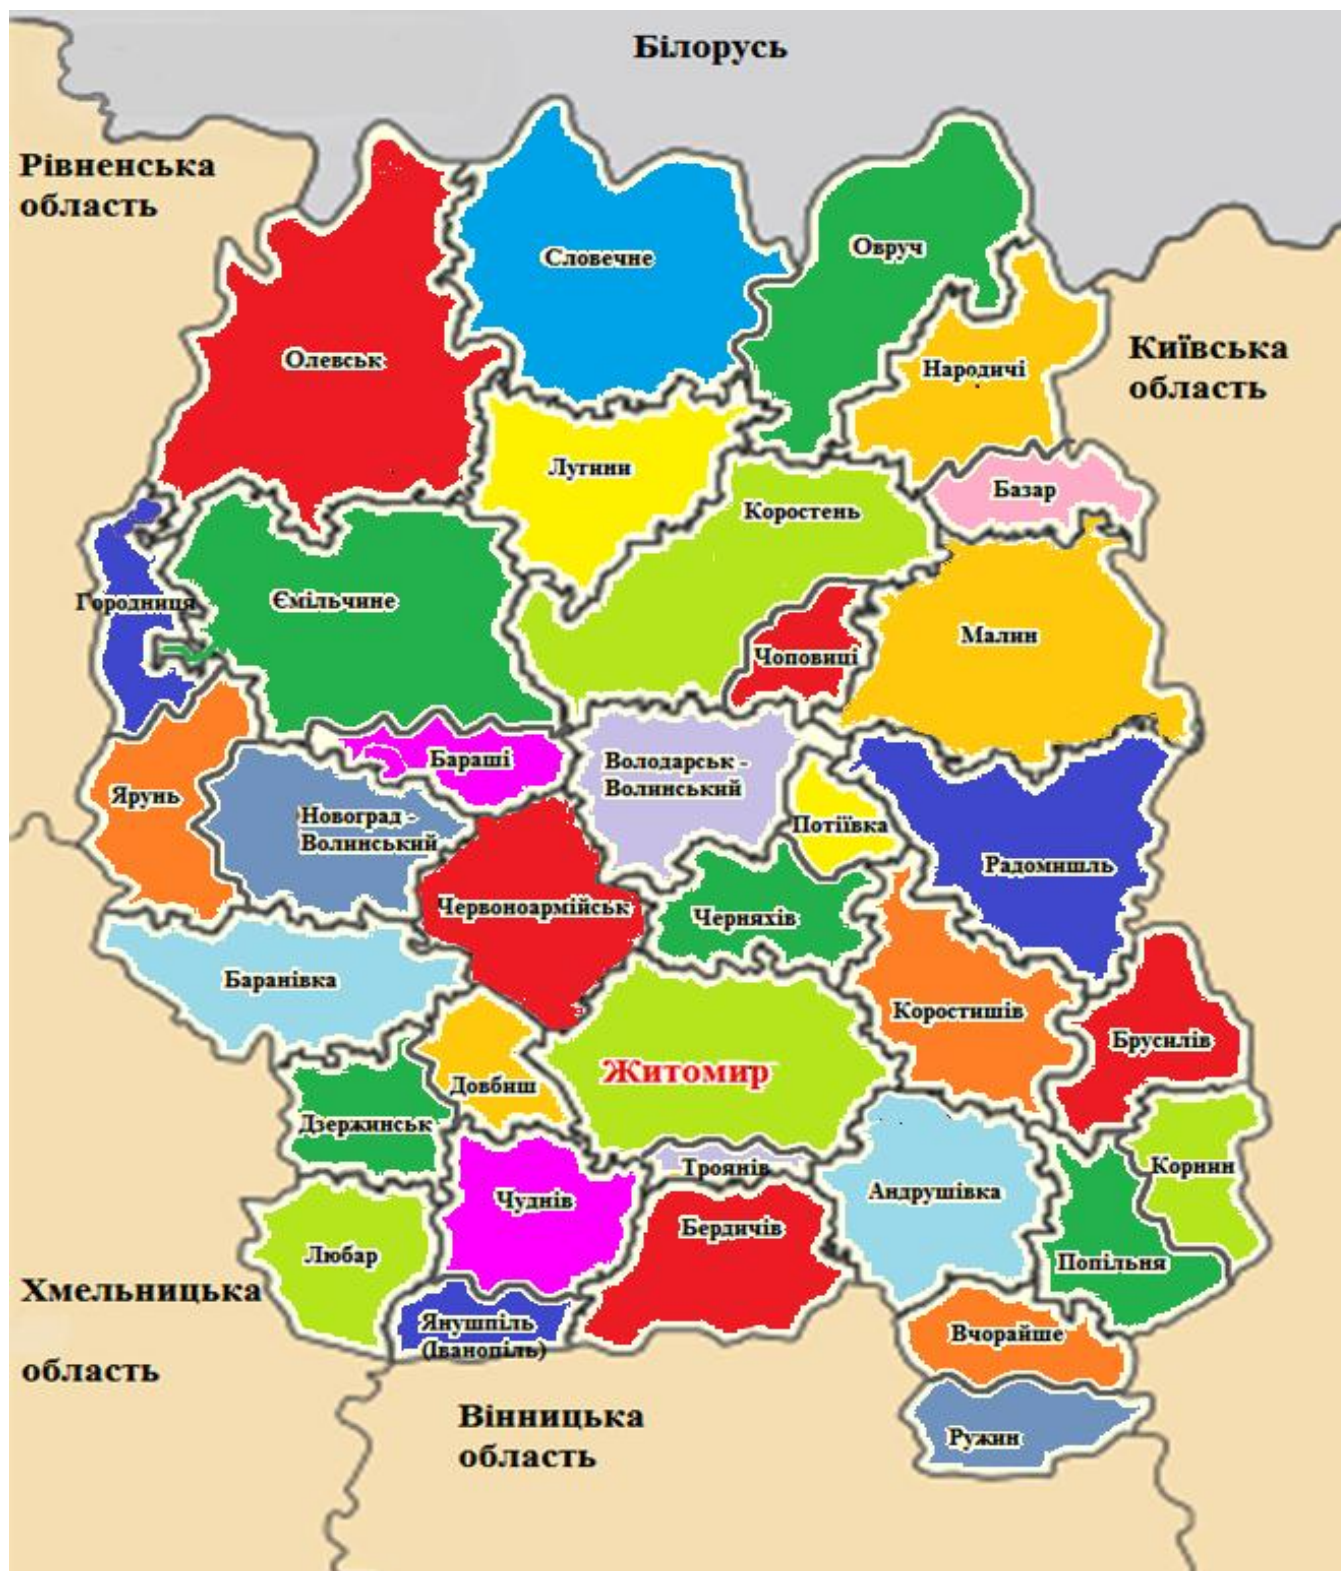 Білорусь
Рівненська
область
Словечне
Овруч
Олевськ
Народичі
Київська
область
Лугини
Базар
Коростень
Городниця
Ємільчине
Чоповиці
Малин
Бараші
Володарськ -
Волинський
Ярунь
Новоград -
Волинський
Потіївка
Радомишль
Червоноармійськ
Черняхів
Баранівка
Коростишів
Брусилів
Житомир
Довбиш
Дзержинськ
Троянів
Корнин
Чуднів
Андрушівка
Бердичів
Любар
Попільня
Хмельницька
область
Янушпіль
(Іванопіль)
Вчорайше
Вінницька
область
Ружин